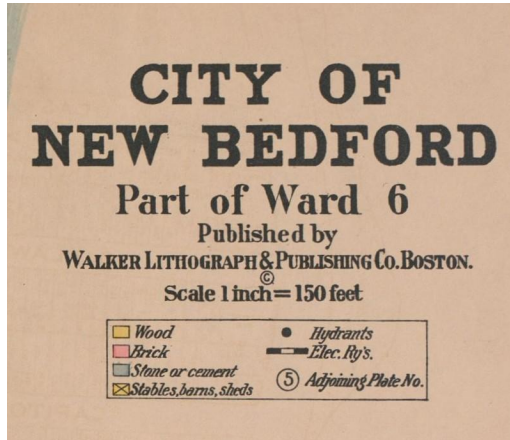 CITY OF
NEW BEDFORD
Part of Ward 6
Published by
WALKER LITHOGRAPH & PUBLISHING CO. BOSTON.
©
Scale 1 inch = 150 feet
Wood
Brick
Stone or cement
Stables, barns, sheds
Hydrants
Elec. Ry's.
5 Adjoining Plate No.